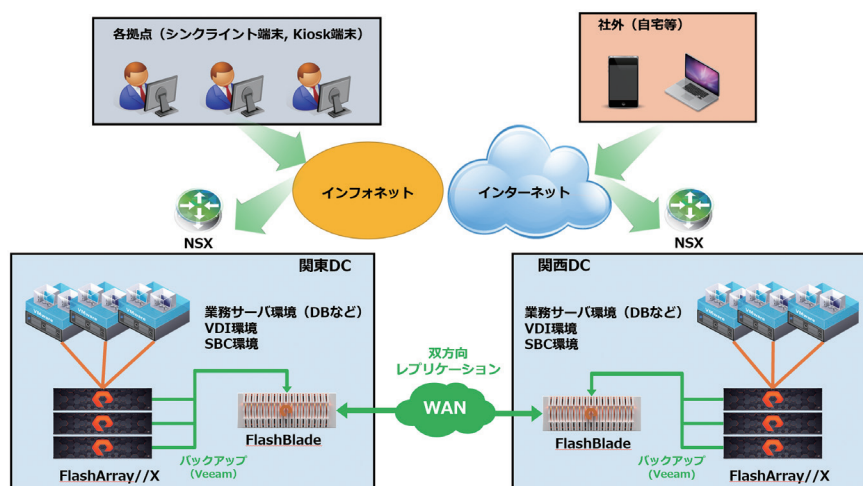 各拠点（シンクライント端末, Kiosk端末）
社外（自宅等）
インフォネット
インターネット
NSX
NSX
関東DC
業務サーバ環境（DBなど）
VDI環境
SBC環境
FlashBlade
FlashArray//X
バックアップ
(Veeam)
双方向
レプリケーション
WAN
関西DC
業務サーバ環境（DBなど）
VDI環境
SBC環境
FlashBlade
バックアップ
(Veeam)
FlashArray//X